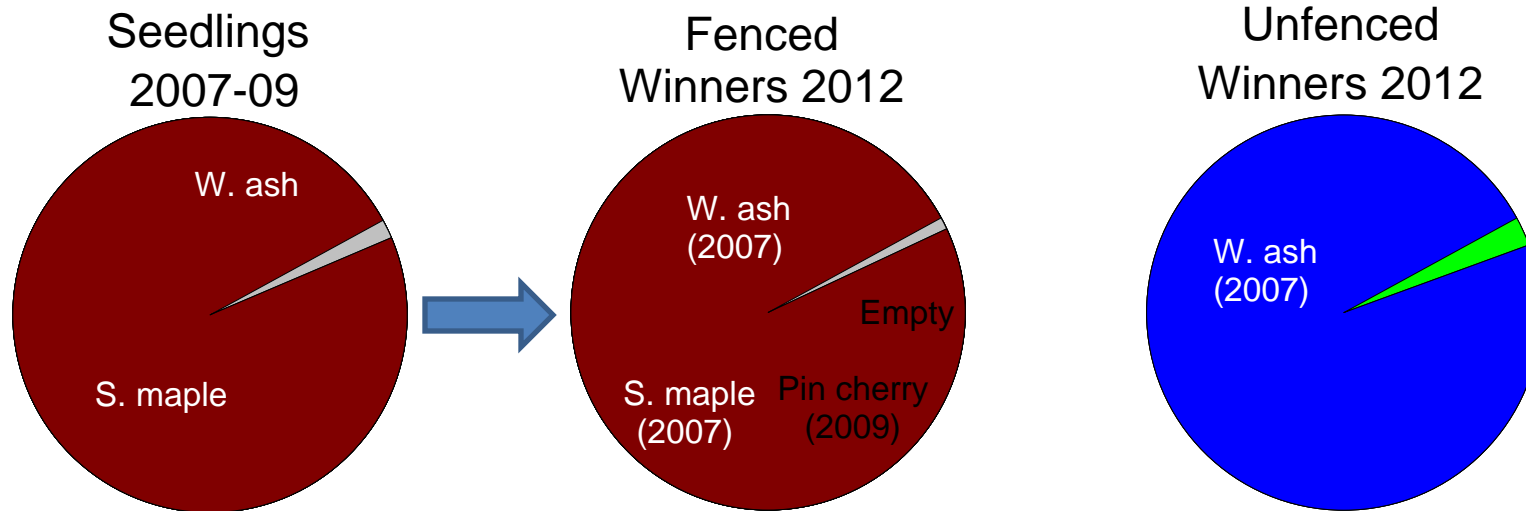 Seedlings
2007-09
W. ash
S. maple
Fenced
Winners 2012
W. ash
(2007)
Empty
S. maple
(2007)
Pin cherry
(2009)
Unfenced
Winners 2012
W. ash
(2007)